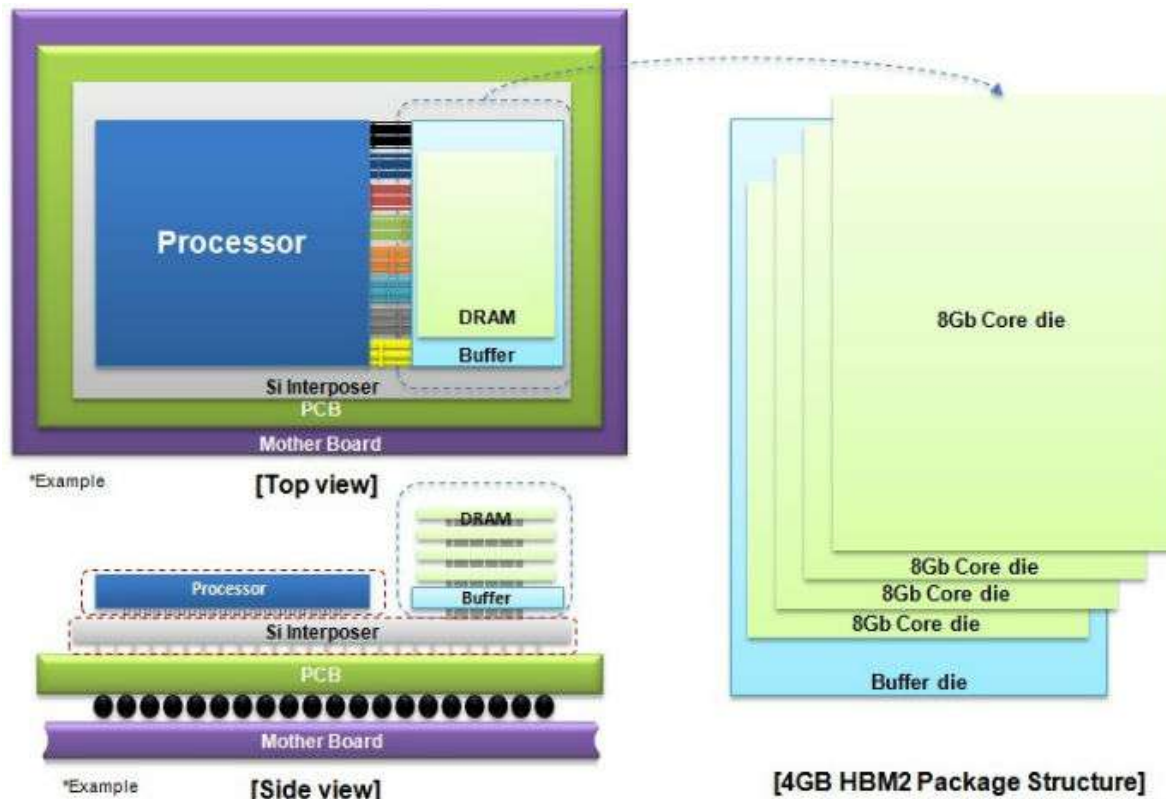 Processor
DRAM
Buffer
Si Interposer
PCB
Mother Board
*Example
[Top view]
DRAM
Processor
Buffer
Si Interposer
PCB
Mother Board
*Example
[Side view]
8Gb Core die
8Gb Core die
8Gb Core die
8Gb Core die
Buffer die
[4GB HBM2 Package Structure]